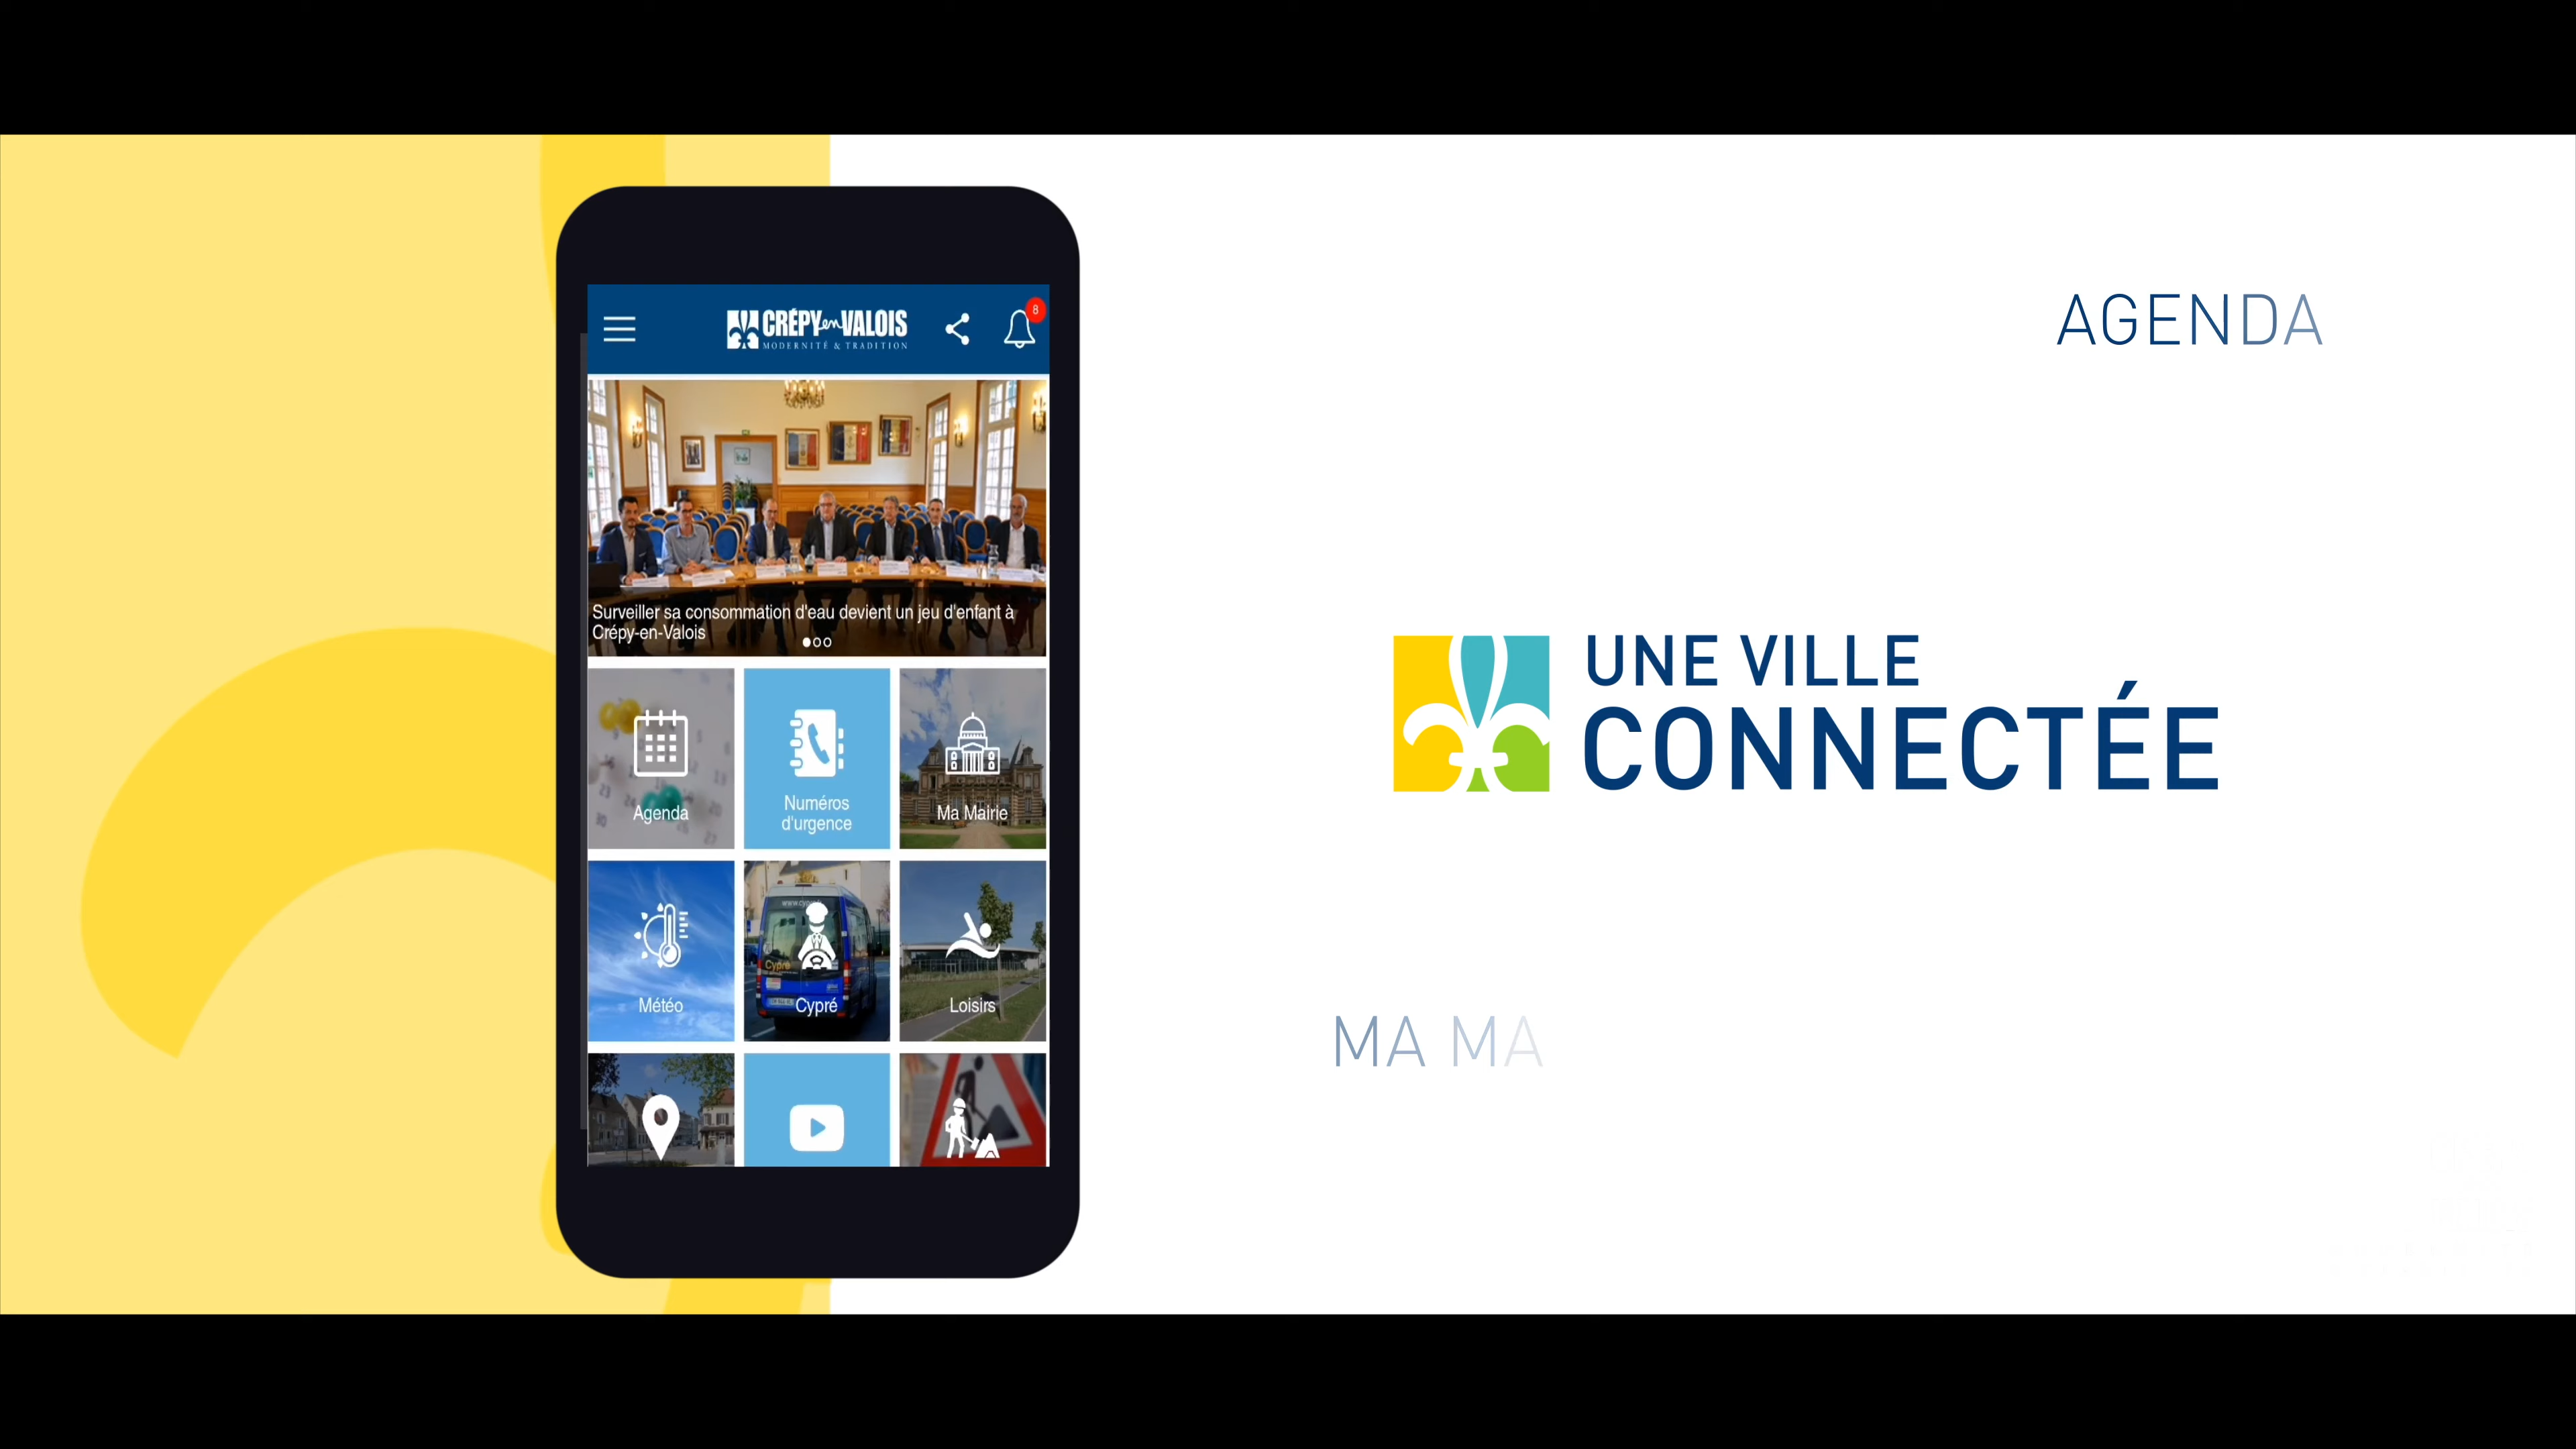 CRÉPY en VALOIS
MODERNITÉ & TRADITION
8
Surveiller sa consommation d'eau devient un jeu d'enfant à
Crépy-en-Valois
Agenda
Numéros
d'urgence
Ma Mairie
Météo
Cypré
Cypré
Loisirs
AGENDA
UNE VILLE
CONNECTÉE
MA MA